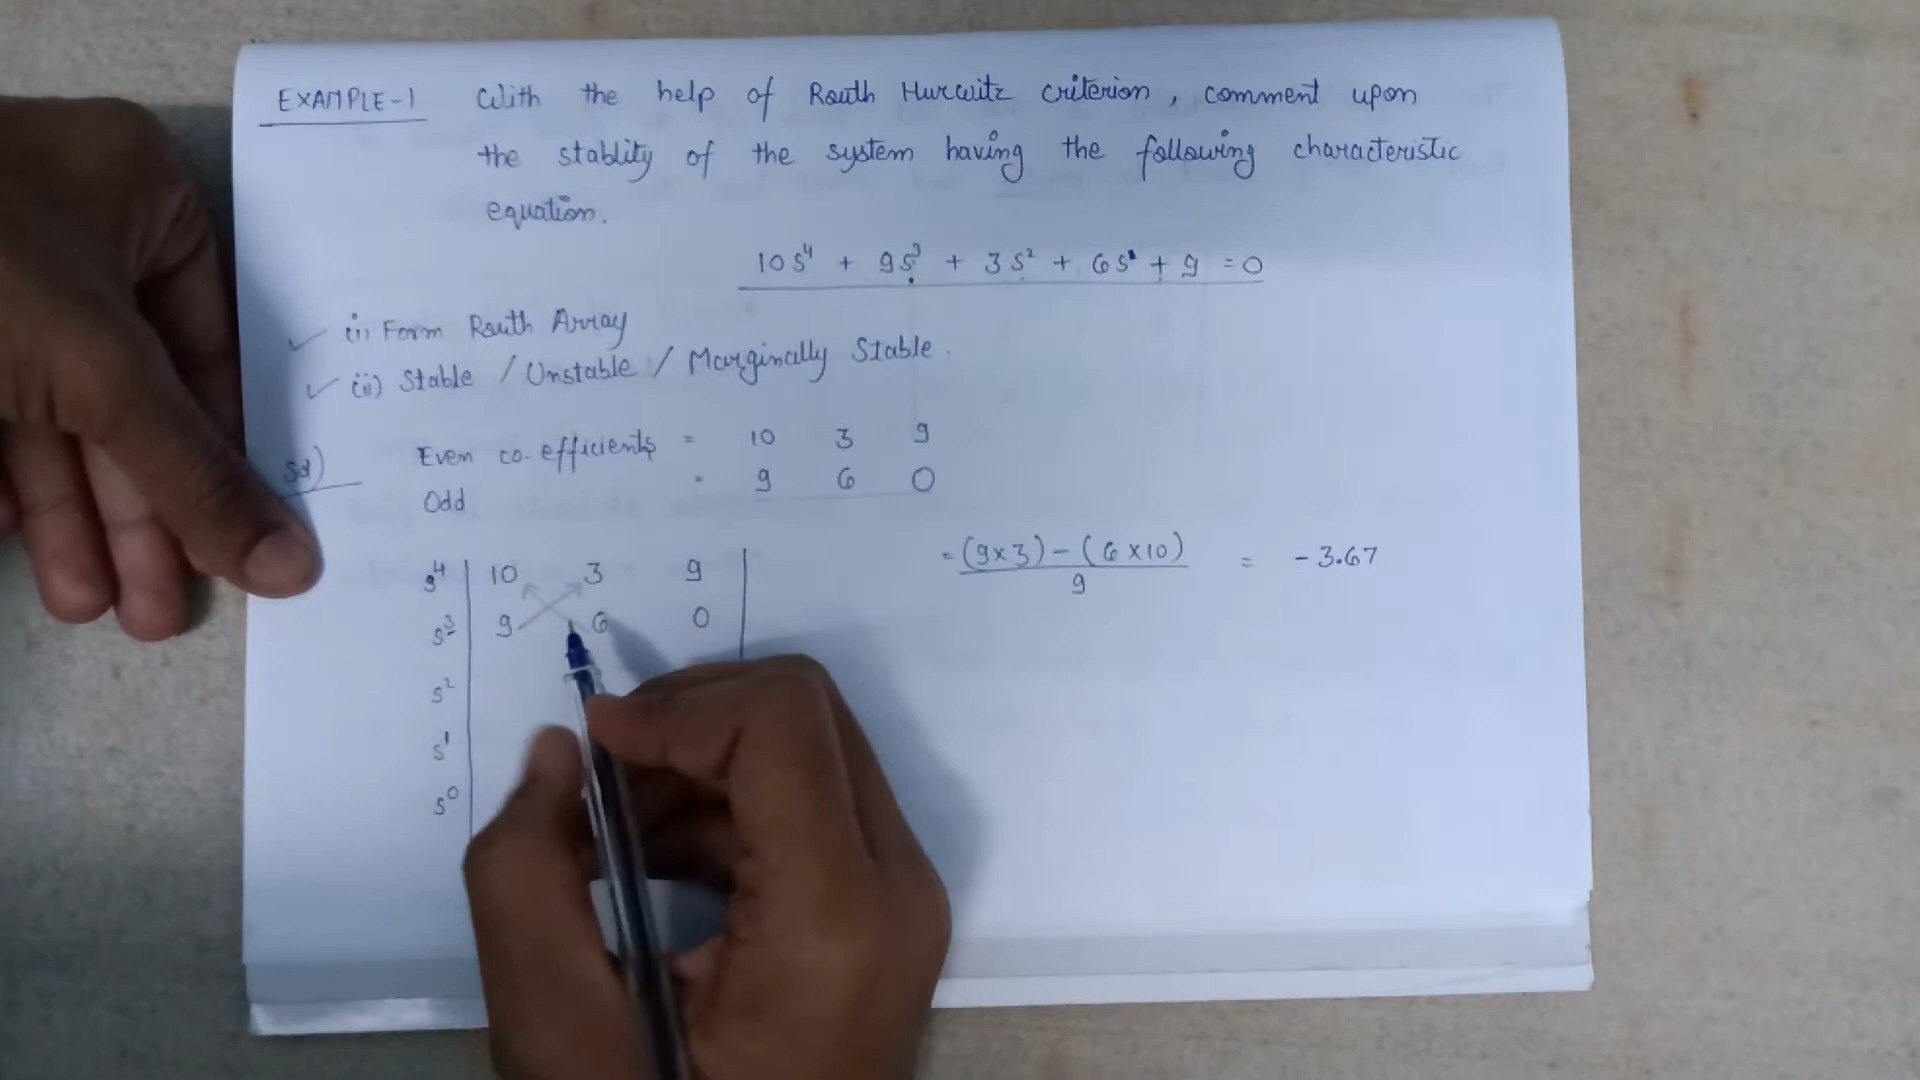 EXAMPLE-1 With the help of Routh Hurwitz criterion, comment upon
the stablity of the system having the following characteristic
equation.
10s⁴ + 9s³ + 3s² + 6s + 9 = 0
✓ (i) Form Routh Array
✓ (ii) Stable / Unstable / Marginally Stable.
Sol) Even co-efficients = 10 3 9
Odd = 9 6 0
s⁴ 10 3 9
= (9×3) - (6×10) / 9 = -3.67
s³ 9 6 0
s²
s¹
s⁰